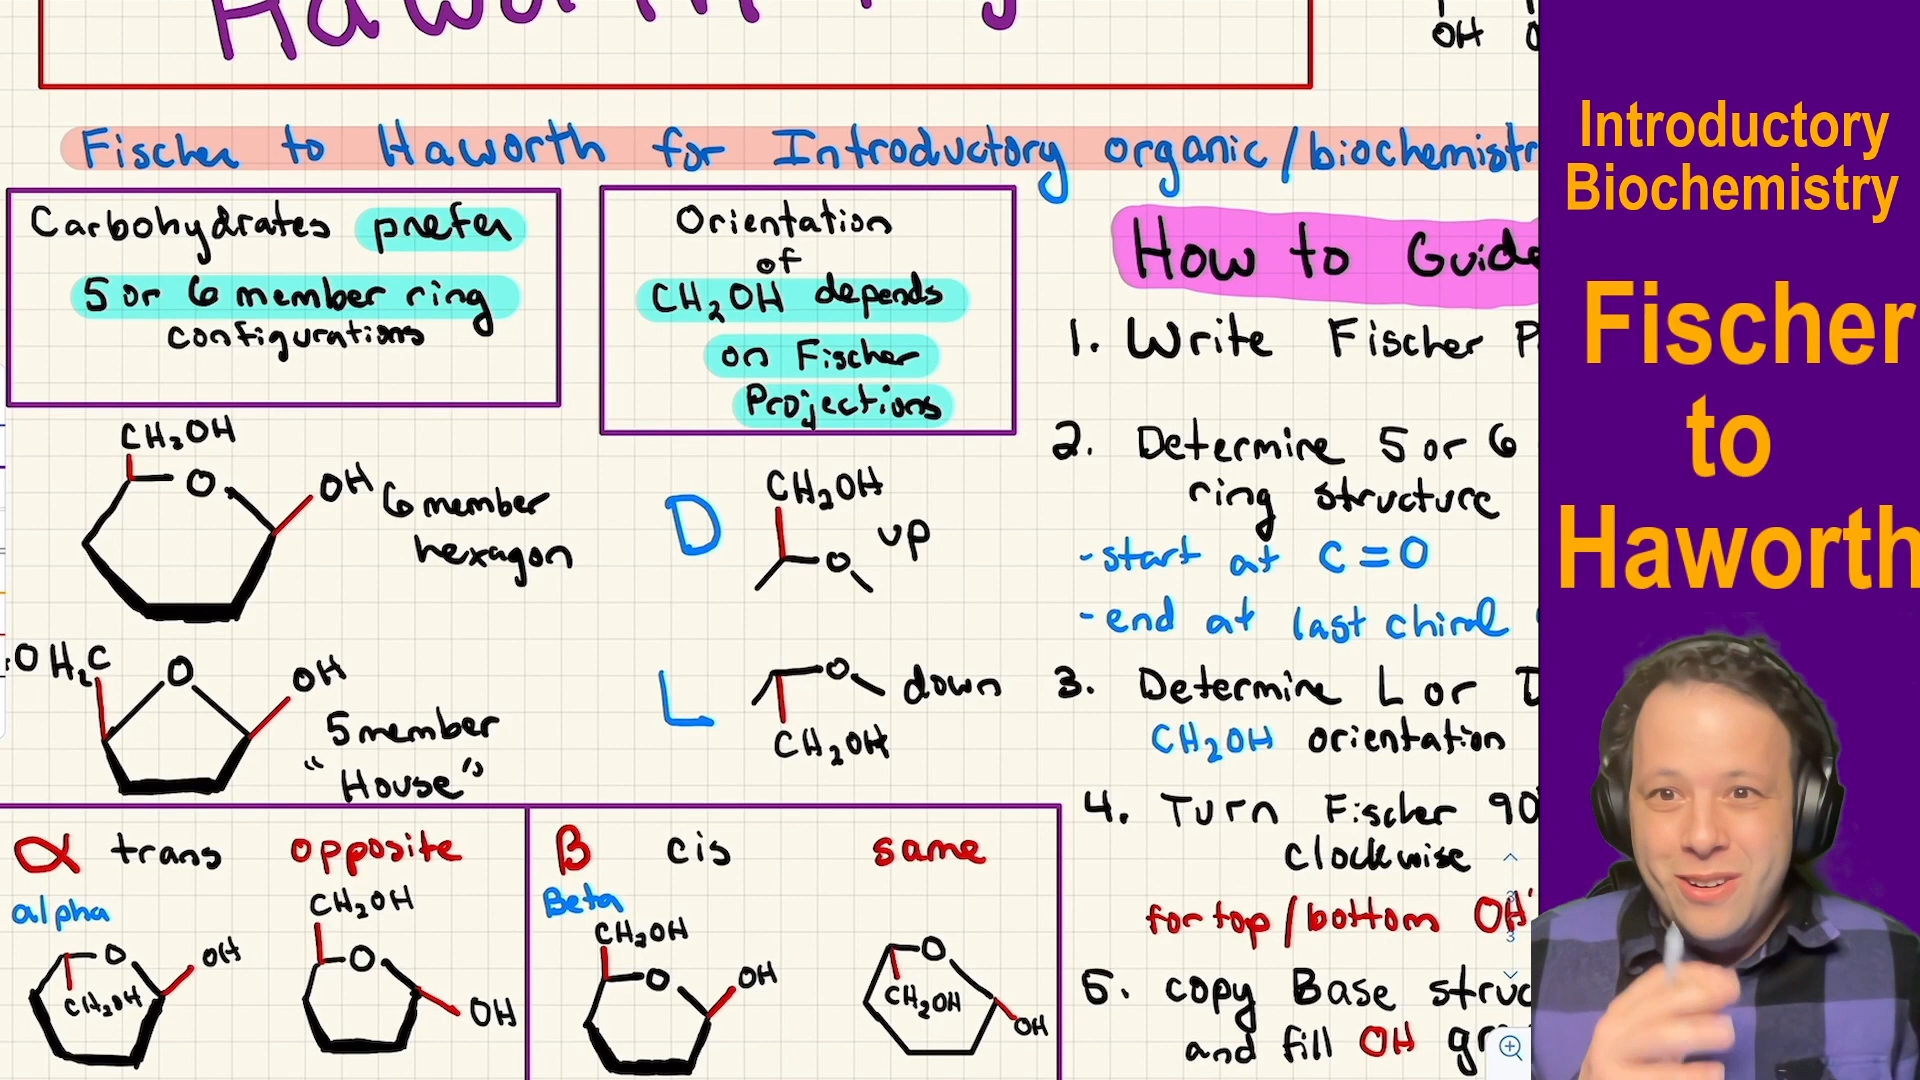 Haworth
OH
Fischer to Haworth for Introductory organic/biochemistr
Carbohydrates prefer
5 or 6 member ring
configurations
Orientation
of
CH₂OH depends
on Fischer
Projections
How to Guide
1. Write Fischer P
2. Determine 5 or 6
ring structure
-start at C=O
-end at last chiral
3. Determine L or D
CH₂OH orientation
4. Turn Fischer 90
clockwise
for top/bottom OH'
5. copy Base struc
and fill OH gr
CH₂OH
O
OH
6 member
hexagon
OH₂C
O
OH
5 member
"House"
D
CH₂OH
O
up
L
O
down
CH₂OH
α trans opposite
alpha
O
OH
CH₂OH
CH₂OH
O
OH
β cis same
Beta
CH₂OH
O
OH
O
CH₂OH
OH
Introductory
Biochemistry
Fischer
to
Haworth